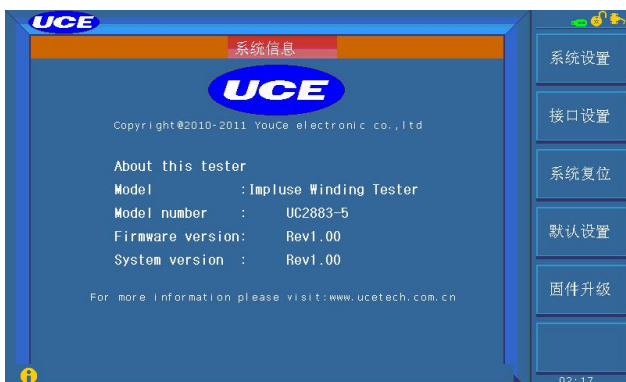 UCE
系统信息
UCE
Copyright@2010-2011 YouCe electronic co.,ltd
About this tester
Model :Impluse Winding Tester
Model number : UC2883-5
Firmware version: Rev1.00
System version : Rev1.00
For more information please visit:www.ucetech.com.cn
系统设置
接口设置
系统复位
默认设置
固件升级
02:17